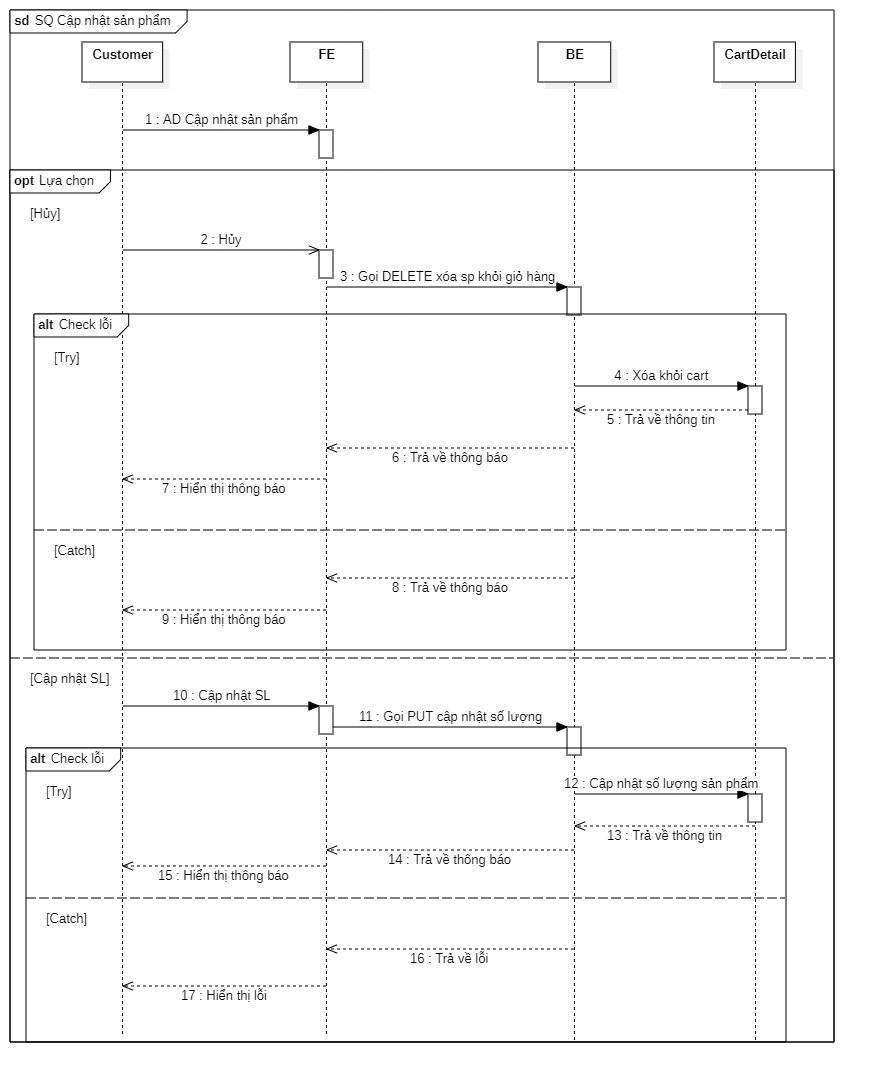 sd SQ Cập nhật sản phẩm
Customer
FE
BE
CartDetail
1 : AD Cập nhật sản phẩm
opt Lựa chọn
[Hủy]
2 : Hủy
3 : Gọi DELETE xóa sp khỏi giỏ hàng
alt Check lỗi
[Try]
4 : Xóa khỏi cart
5 : Trả về thông tin
6 : Trả về thông báo
7 : Hiển thị thông báo
[Catch]
8 : Trả về thông báo
9 : Hiển thị thông báo
[Cập nhật SL]
10 : Cập nhật SL
11 : Gọi PUT cập nhật số lượng
alt Check lỗi
[Try]
12 : Cập nhật số lượng sản phẩm
13 : Trả về thông tin
14 : Trả về thông báo
15 : Hiển thị thông báo
[Catch]
16 : Trả về lỗi
17 : Hiển thị lỗi